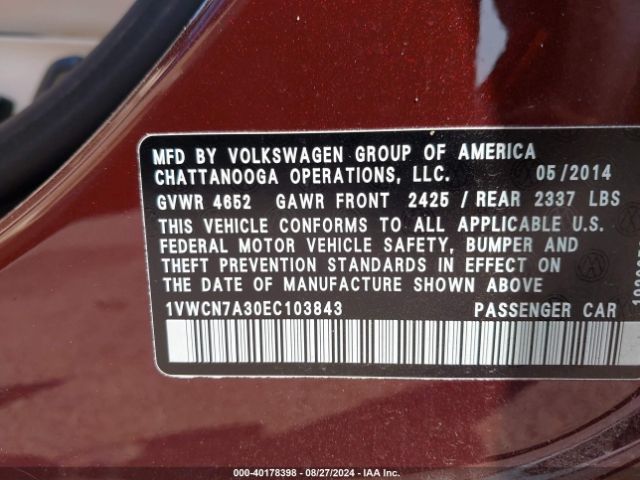 MFD BY VOLKSWAGEN GROUP OF AMERICA
CHATTANOOGA OPERATIONS, LLC. 05/2014
GVWR 4652 GAWR FRONT 2425 / REAR 2337 LBS
THIS VEHICLE CONFORMS TO ALL APPLICABLE U.S.
FEDERAL MOTOR VEHICLE SAFETY, BUMPER AND
THEFT PREVENTION STANDARDS IN EFFECT ON
THE DATE OF MANUFACTURE SHOWN ABOVE
1VWCN7A30EC103843 PASSENGER CAR
000-40178398 - 08/27/2024 - IAA Inc.